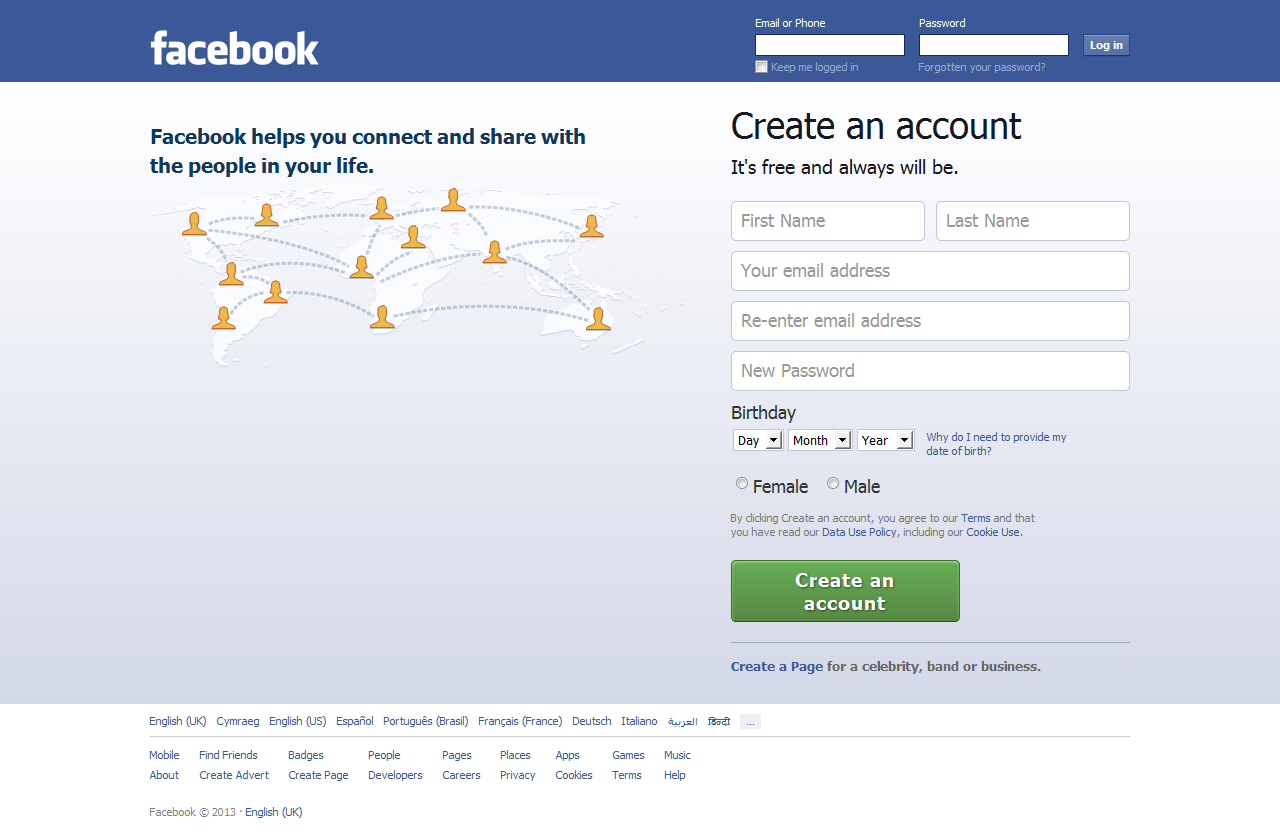 facebook
Email or Phone
Password
Log in
Keep me logged in
Forgotten your password?
Facebook helps you connect and share with
the people in your life.
Create an account
It's free and always will be.
First Name
Last Name
Your email address
Re-enter email address
New Password
Birthday
Day
Month
Year
Why do I need to provide my
date of birth?
Female
Male
By clicking Create an account, you agree to our Terms and that
you have read our Data Use Policy, including our Cookie Use.
Create an
account
Create a Page for a celebrity, band or business.
English (UK) Cymraeg English (US) Español Português (Brasil) Français (France) Deutsch Italiano العربية हिन्दी ...
Mobile Find Friends Badges People Pages Places Apps Games Music
About Create Advert Create Page Developers Careers Privacy Cookies Terms Help
Facebook © 2013 · English (UK)